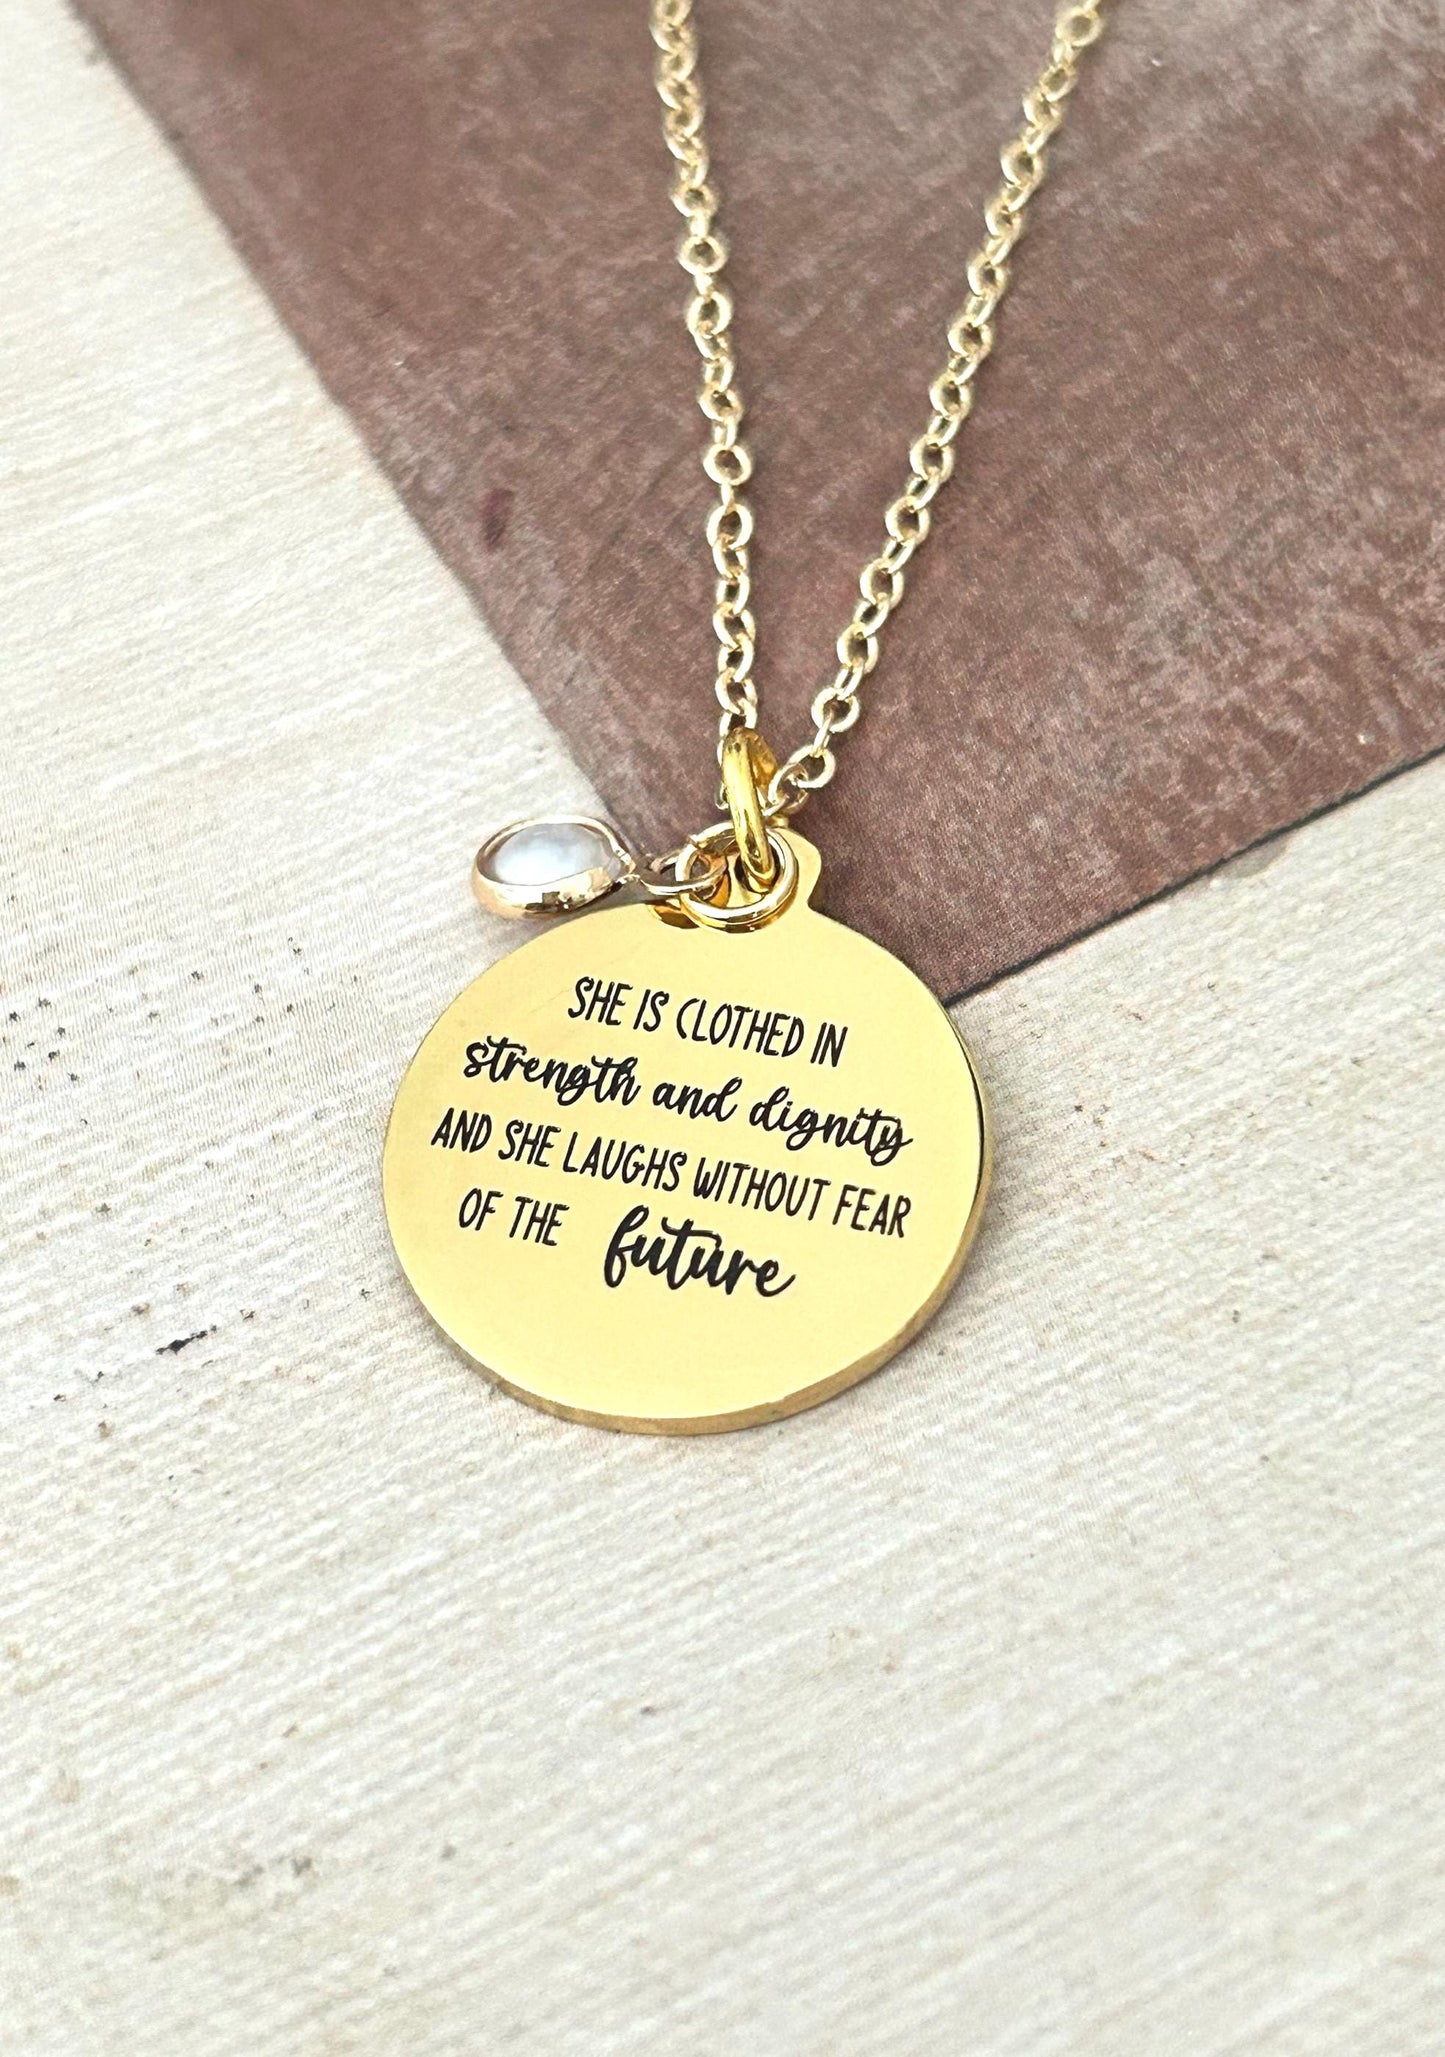 SHE IS CLOTHED IN
strength and dignity
AND SHE LAUGHS WITHOUT FEAR
OF THE future